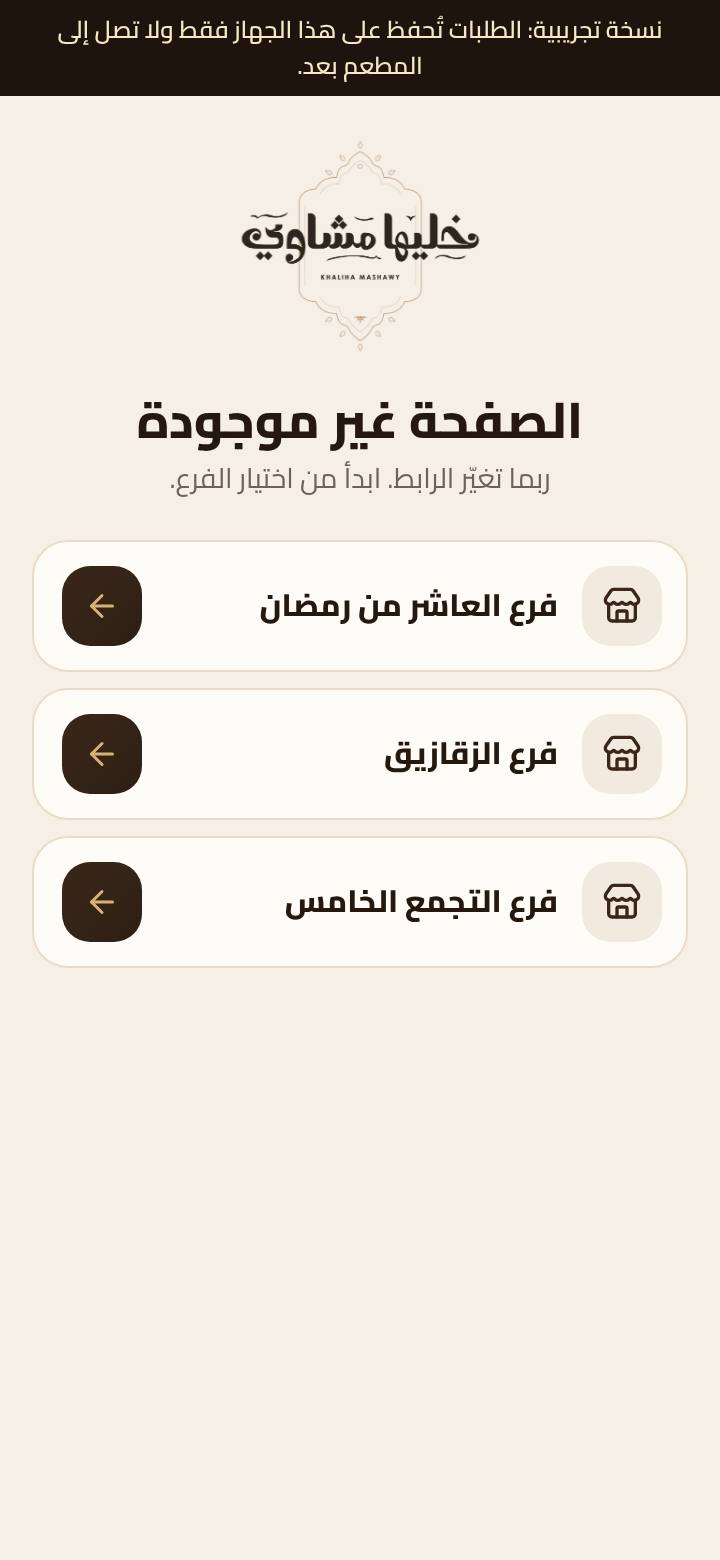 نسخة تجريبية: الطلبات تُحفظ على هذا الجهاز فقط ولا تصل إلى
المطعم بعد.
خليها مشاوي
KHALIHA MASHAWY
الصفحة غير موجودة
ربما تغيّر الرابط. ابدأ من اختيار الفرع.
فرع العاشر من رمضان
فرع الزقازيق
فرع التجمع الخامس